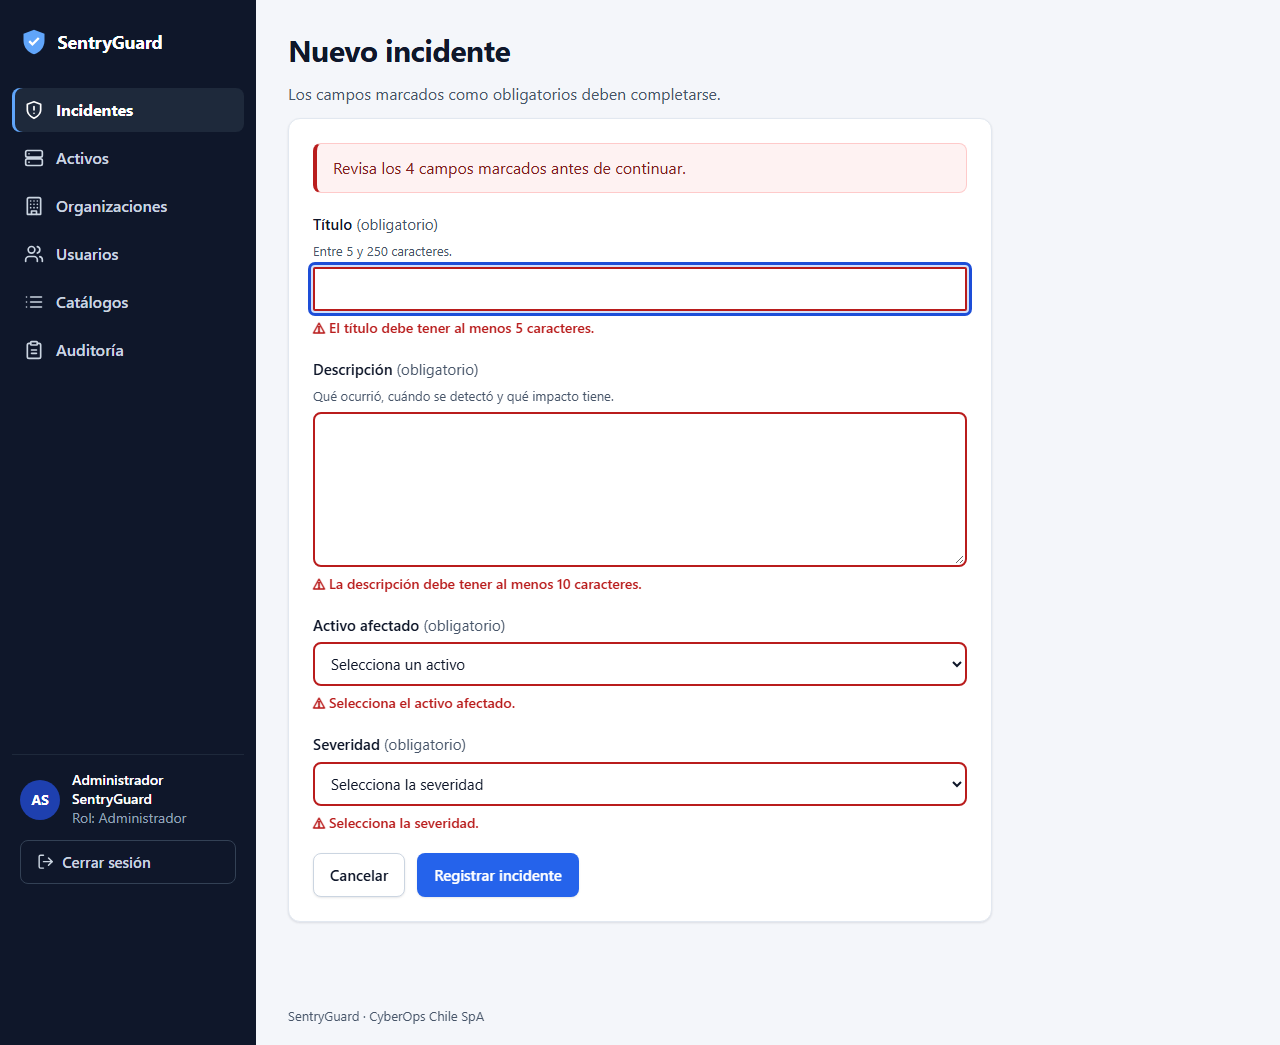 SentryGuard
Incidentes
Activos
Organizaciones
Usuarios
Catálogos
Auditoría
AS
Administrador
SentryGuard
Rol: Administrador
Cerrar sesión
Nuevo incidente
Los campos marcados como obligatorios deben completarse.
Revisa los 4 campos marcados antes de continuar.
Título (obligatorio)
Entre 5 y 250 caracteres.
⚠ El título debe tener al menos 5 caracteres.
Descripción (obligatorio)
Qué ocurrió, cuándo se detectó y qué impacto tiene.
⚠ La descripción debe tener al menos 10 caracteres.
Activo afectado (obligatorio)
Selecciona un activo
⚠ Selecciona el activo afectado.
Severidad (obligatorio)
Selecciona la severidad
⚠ Selecciona la severidad.
Cancelar
Registrar incidente
SentryGuard · CyberOps Chile SpA